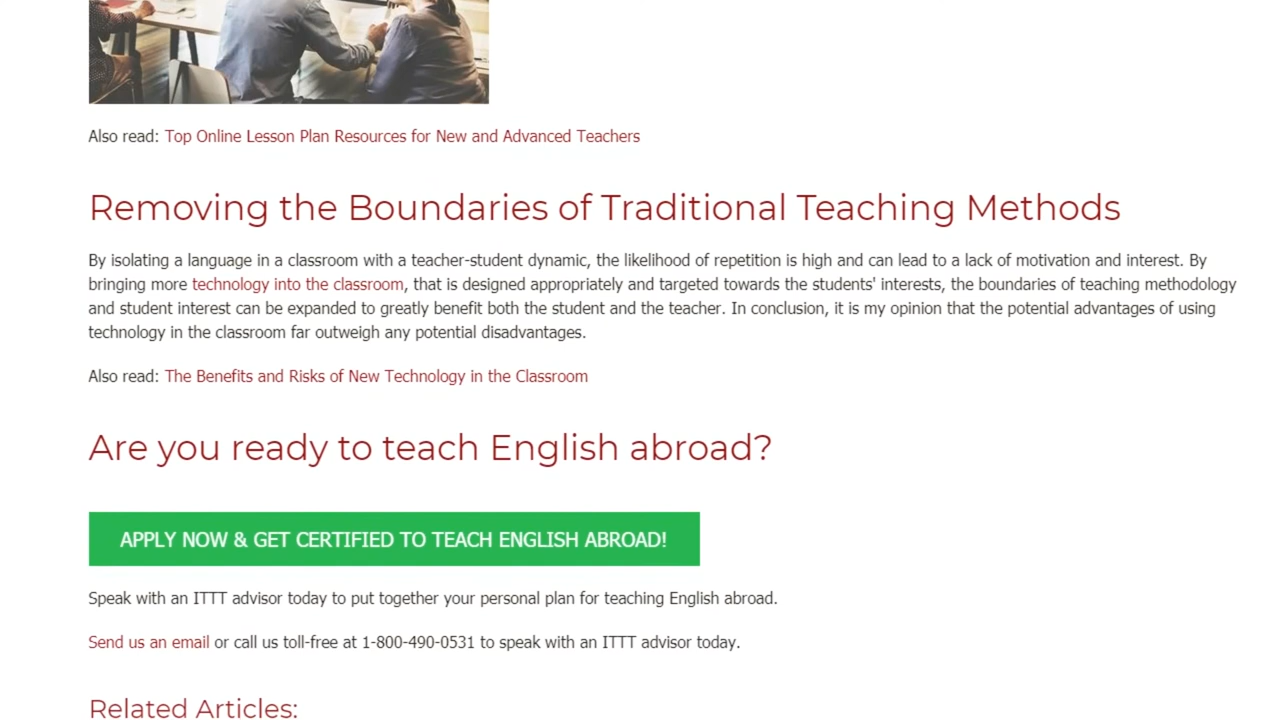 Also read: Top Online Lesson Plan Resources for New and Advanced Teachers
Removing the Boundaries of Traditional Teaching Methods
By isolating a language in a classroom with a teacher-student dynamic, the likelihood of repetition is high and can lead to a lack of motivation and interest. By
bringing more technology into the classroom, that is designed appropriately and targeted towards the students' interests, the boundaries of teaching methodology
and student interest can be expanded to greatly benefit both the student and the teacher. In conclusion, it is my opinion that the potential advantages of using
technology in the classroom far outweigh any potential disadvantages.
Also read: The Benefits and Risks of New Technology in the Classroom
Are you ready to teach English abroad?
APPLY NOW & GET CERTIFIED TO TEACH ENGLISH ABROAD!
Speak with an ITTT advisor today to put together your personal plan for teaching English abroad.
Send us an email or call us toll-free at 1-800-490-0531 to speak with an ITTT advisor today.
Related Articles: